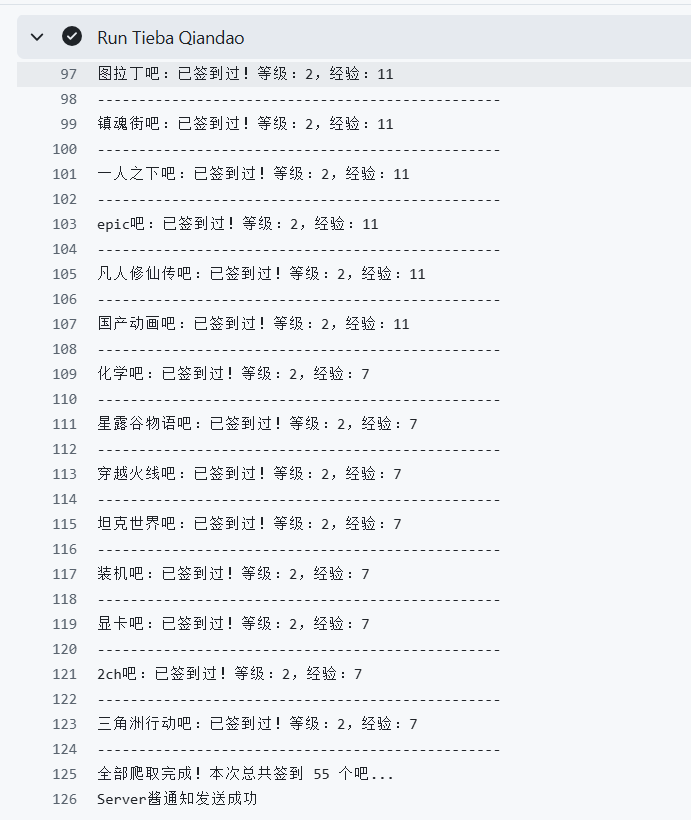 Run Tieba Qiandao
97 图拉丁吧：已签到过！等级：2，经验：11
98 -------------------------------------------------
99 镇魂街吧：已签到过！等级：2，经验：11
100 -------------------------------------------------
101 一人之下吧：已签到过！等级：2，经验：11
102 -------------------------------------------------
103 epic吧：已签到过！等级：2，经验：11
104 -------------------------------------------------
105 凡人修仙传吧：已签到过！等级：2，经验：11
106 -------------------------------------------------
107 国产动画吧：已签到过！等级：2，经验：11
108 -------------------------------------------------
109 化学吧：已签到过！等级：2，经验：7
110 -------------------------------------------------
111 星露谷物语吧：已签到过！等级：2，经验：7
112 -------------------------------------------------
113 穿越火线吧：已签到过！等级：2，经验：7
114 -------------------------------------------------
115 坦克世界吧：已签到过！等级：2，经验：7
116 -------------------------------------------------
117 装机吧：已签到过！等级：2，经验：7
118 -------------------------------------------------
119 显卡吧：已签到过！等级：2，经验：7
120 -------------------------------------------------
121 2ch吧：已签到过！等级：2，经验：7
122 -------------------------------------------------
123 三角洲行动吧：已签到过！等级：2，经验：7
124 -------------------------------------------------
125 全部爬取完成！本次总共签到 55 个吧...
126 Server酱通知发送成功